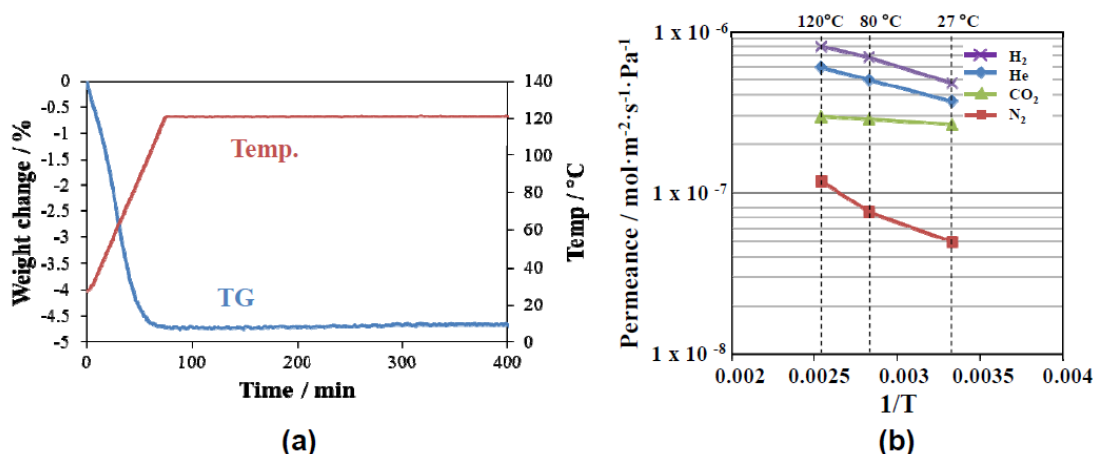 0
-0.5
-1
-1.5
-2
-2.5
-3
-3.5
-4
-4.5
-5
Weight change / %
Temp.
TG
140
120
100
80
60
40
20
0
Temp / °C
0
100
200
300
400
Time / min
(a)
120°C
80 °C
27 °C
1 x 10⁻⁶
1 x 10⁻⁷
1 x 10⁻⁸
Permeance / mol·m⁻²·s⁻¹·Pa⁻¹
H₂
He
CO₂
N₂
0.002
0.0025
0.003
0.0035
0.004
1/T
(b)